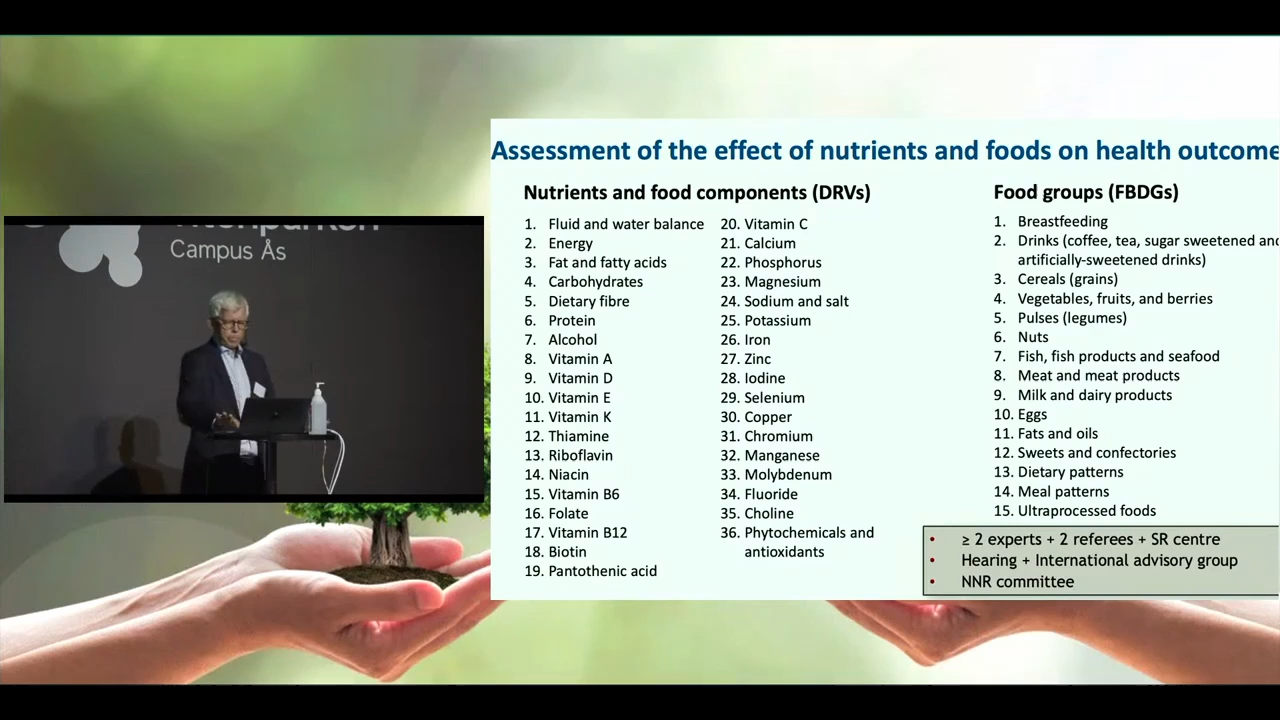 Campus Ås
Assessment of the effect of nutrients and foods on health outcome
Nutrients and food components (DRVs)
1. Fluid and water balance
2. Energy
3. Fat and fatty acids
4. Carbohydrates
5. Dietary fibre
6. Protein
7. Alcohol
8. Vitamin A
9. Vitamin D
10. Vitamin E
11. Vitamin K
12. Thiamine
13. Riboflavin
14. Niacin
15. Vitamin B6
16. Folate
17. Vitamin B12
18. Biotin
19. Pantothenic acid
20. Vitamin C
21. Calcium
22. Phosphorus
23. Magnesium
24. Sodium and salt
25. Potassium
26. Iron
27. Zinc
28. Iodine
29. Selenium
30. Copper
31. Chromium
32. Manganese
33. Molybdenum
34. Fluoride
35. Choline
36. Phytochemicals and
antioxidants
Food groups (FBDGs)
1. Breastfeeding
2. Drinks (coffee, tea, sugar sweetened and
artificially-sweetened drinks)
3. Cereals (grains)
4. Vegetables, fruits, and berries
5. Pulses (legumes)
6. Nuts
7. Fish, fish products and seafood
8. Meat and meat products
9. Milk and dairy products
10. Eggs
11. Fats and oils
12. Sweets and confectories
13. Dietary patterns
14. Meal patterns
15. Ultraprocessed foods
• ≥ 2 experts + 2 referees + SR centre
• Hearing + International advisory group
• NNR committee